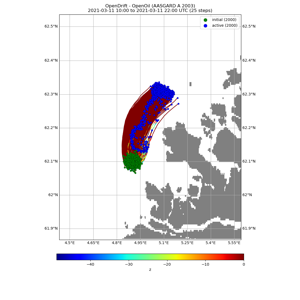 OpenDrift - OpenOil (AASGARD A 2003)
2021-03-11 10:00 to 2021-03-11 22:00 UTC (25 steps)
initial (2000)
active (2000)
62.5°N 62.5°N
62.4°N 62.4°N
62.3°N 62.3°N
62.2°N 62.2°N
62.1°N 62.1°N
62°N 62°N
61.9°N 61.9°N
4.5°E 4.65°E 4.8°E 4.95°E 5.1°E 5.25°E 5.4°E 5.55°E
−40 −30 −20 −10 0
z